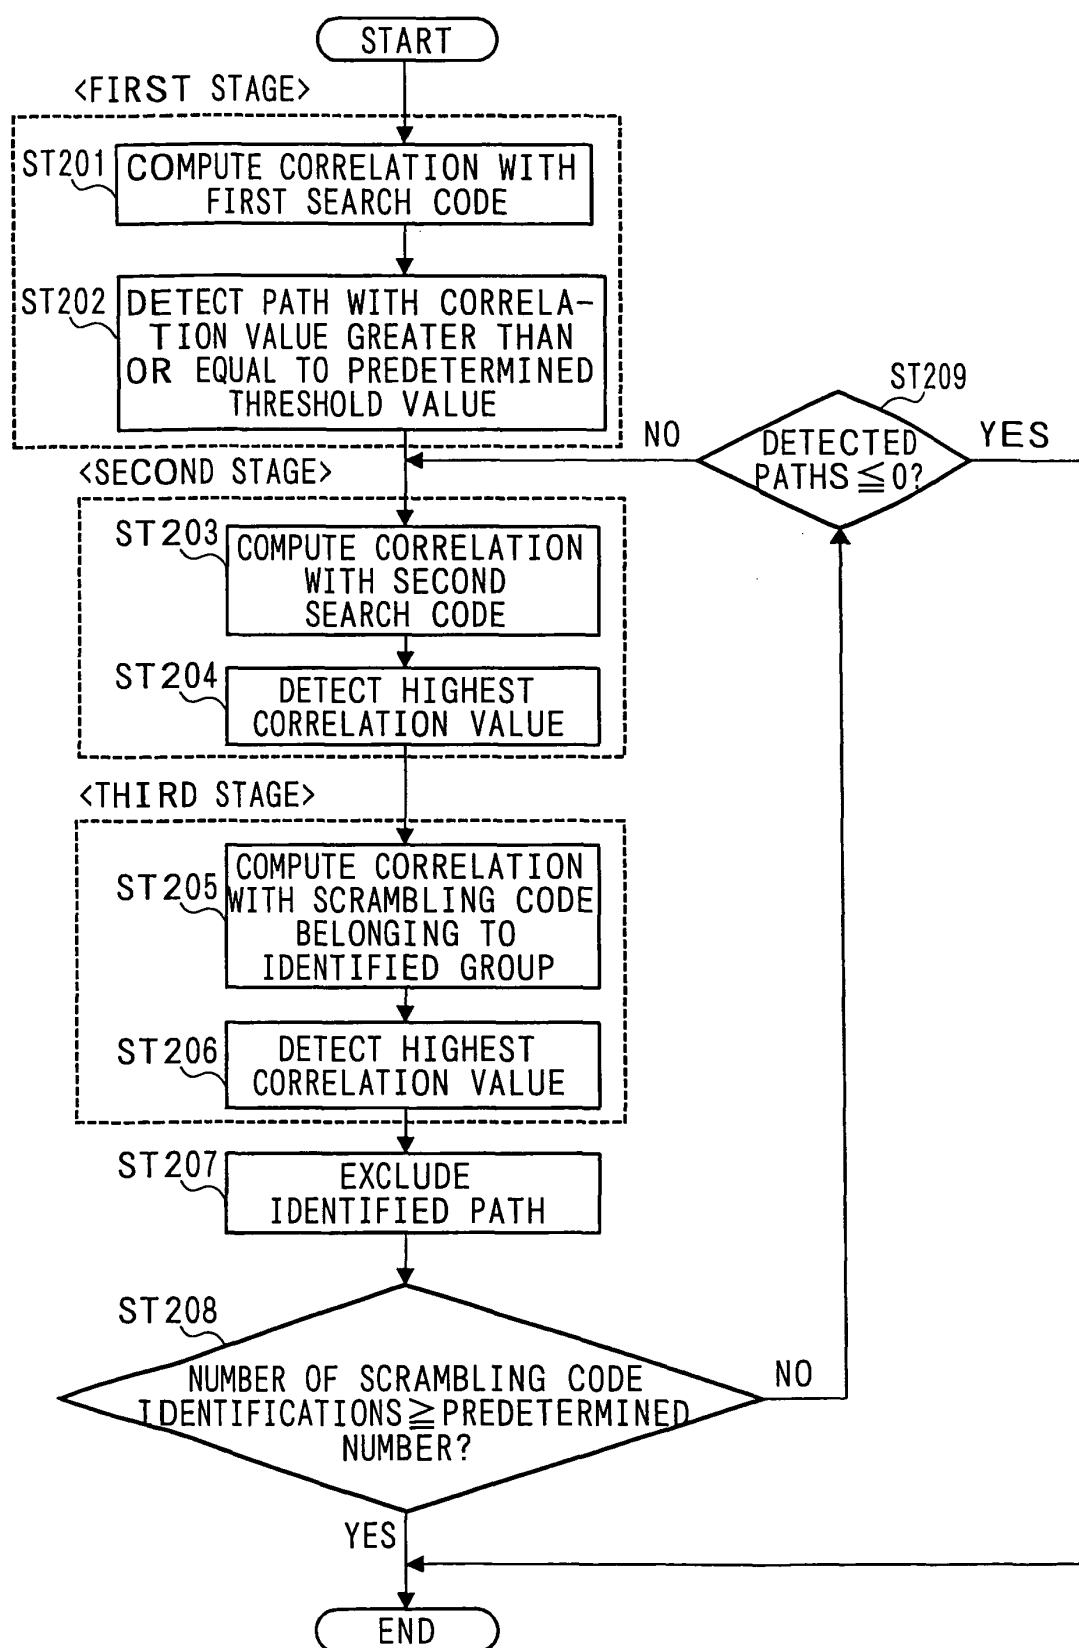 START
<FIRST STAGE>
ST201
COMPUTE CORRELATION WITH
FIRST SEARCH CODE
ST202
DETECT PATH WITH CORRELA-
TION VALUE GREATER THAN
OR EQUAL TO PREDETERMINED
THRESHOLD VALUE
ST209
NO
DETECTED
PATHS≦0?
YES
<SECOND STAGE>
ST203
COMPUTE CORRELATION
WITH SECOND
SEARCH CODE
ST204
DETECT HIGHEST
CORRELATION VALUE
<THIRD STAGE>
ST205
COMPUTE CORRELATION
WITH SCRAMBLING CODE
BELONGING TO
IDENTIFIED GROUP
ST206
DETECT HIGHEST
CORRELATION VALUE
ST207
EXCLUDE
IDENTIFIED PATH
ST208
NUMBER OF SCRAMBLING CODE
IDENTIFICATIONS≧PREDETERMINED
NUMBER?
NO
YES
END